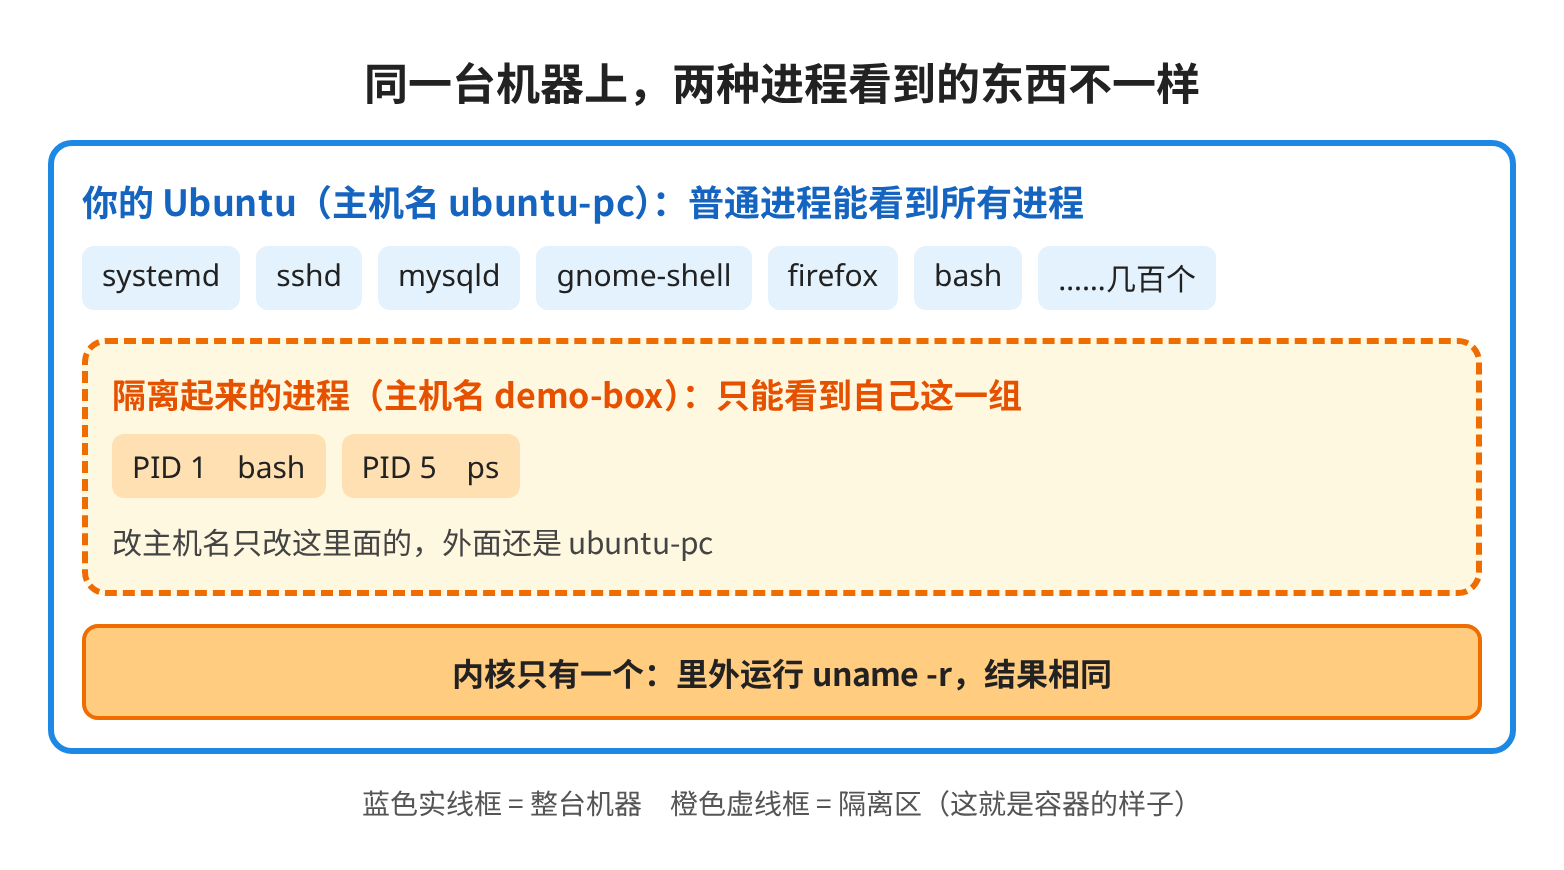 同一台机器上，两种进程看到的东西不一样
你的 Ubuntu（主机名 ubuntu-pc）：普通进程能看到所有进程
systemd sshd mysqld gnome-shell firefox bash ……几百个
隔离起来的进程（主机名 demo-box）：只能看到自己这一组
PID 1 bash PID 5 ps
改主机名只改这里面的，外面还是 ubuntu-pc
内核只有一个：里外运行 uname -r，结果相同
蓝色实线框 = 整台机器 橙色虚线框 = 隔离区（这就是容器的样子）